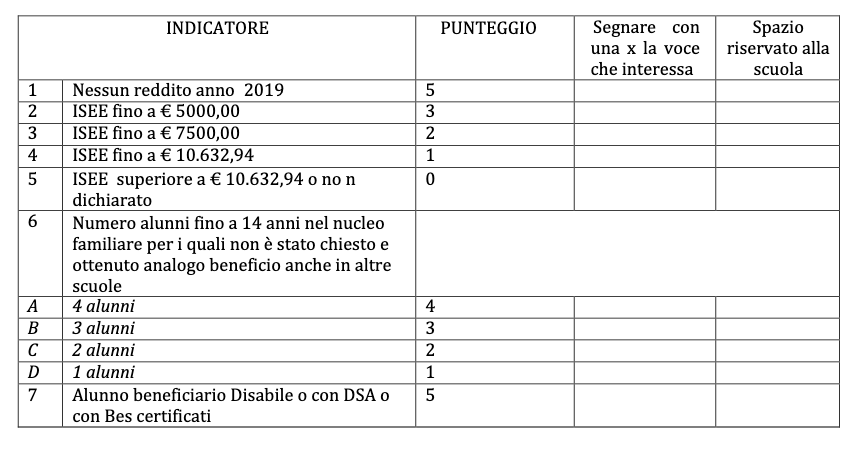 INDICATORE PUNTEGGIO Segnare con una x la voce che interessa Spazio riservato alla scuola
1 Nessun reddito anno 2019 5
2 ISEE fino a € 5000,00 3
3 ISEE fino a € 7500,00 2
4 ISEE fino a € 10.632,94 1
5 ISEE superiore a € 10.632,94 o no n 0
dichiarato
6 Numero alunni fino a 14 anni nel nucleo
familiare per i quali non è stato chiesto e
ottenuto analogo beneficio anche in altre
scuole
A 4 alunni 4
B 3 alunni 3
C 2 alunni 2
D 1 alunni 1
7 Alunno beneficiario Disabile o con DSA o 5
con Bes certificati